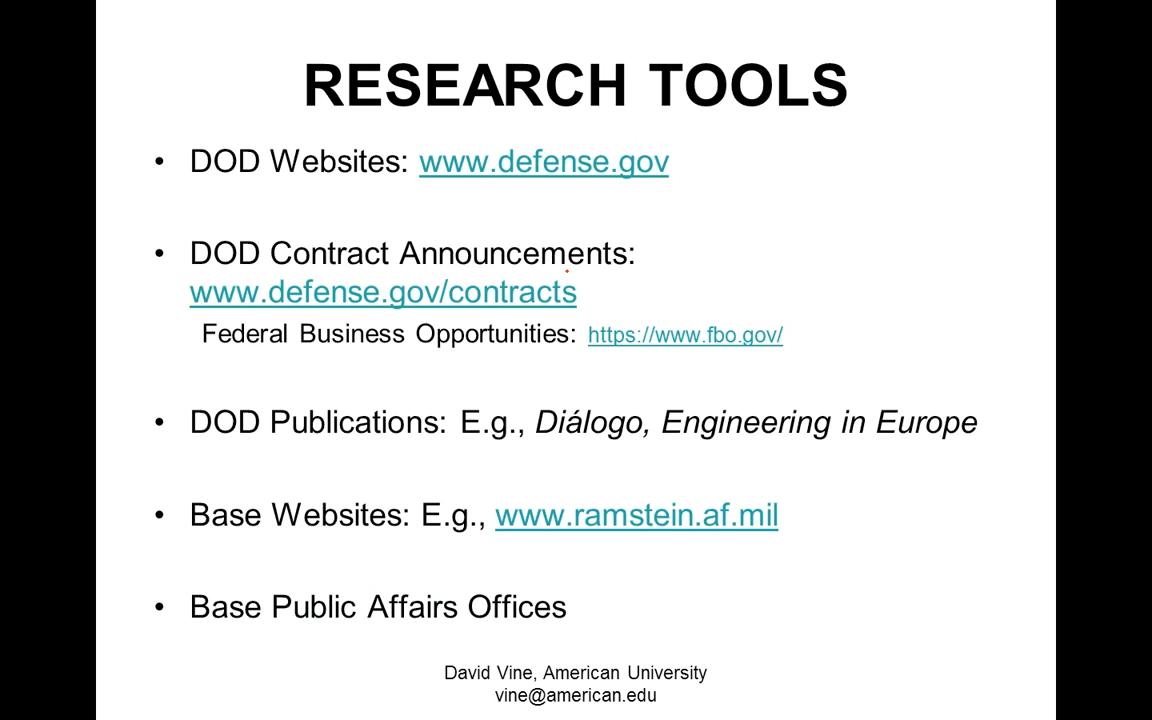 RESEARCH TOOLS
• DOD Websites: www.defense.gov
• DOD Contract Announcements:
www.defense.gov/contracts
Federal Business Opportunities: https://www.fbo.gov/
• DOD Publications: E.g., Diálogo, Engineering in Europe
• Base Websites: E.g., www.ramstein.af.mil
• Base Public Affairs Offices
David Vine, American University
vine@american.edu